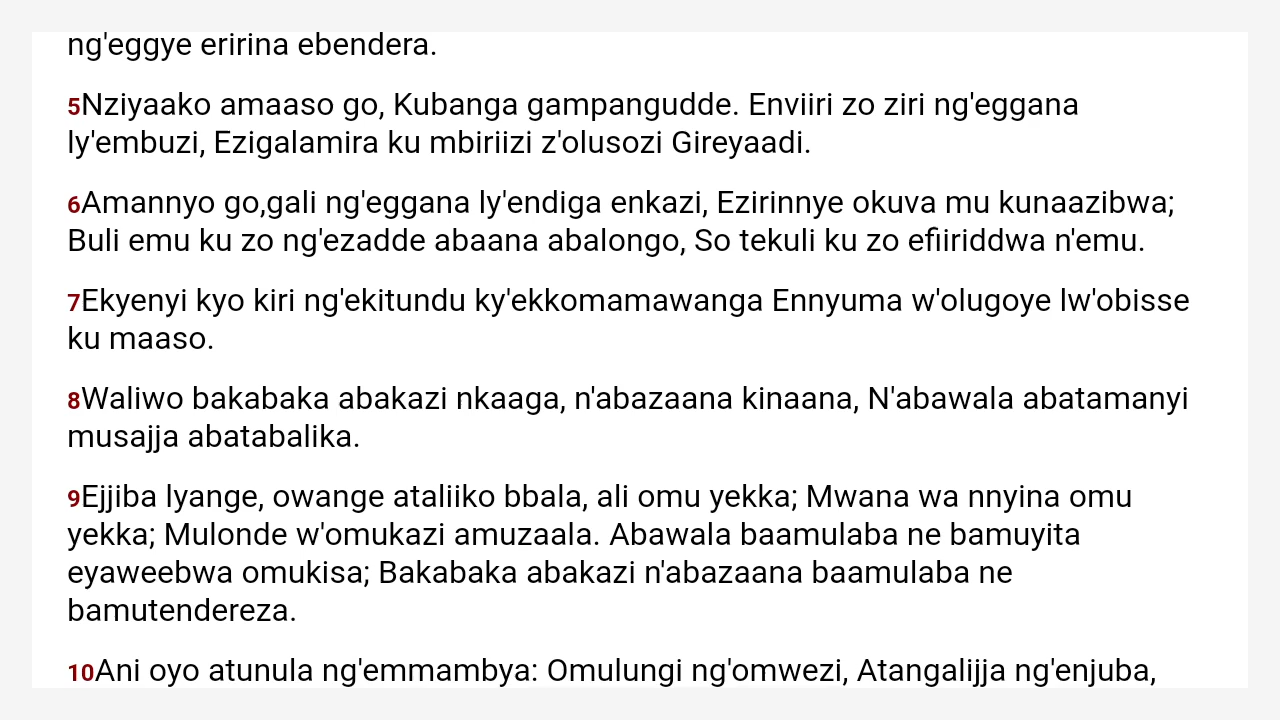 ng'eggye eririna ebendera.
5Nziyaako amaaso go, Kubanga gampangudde. Enviiri zo ziri ng'eggana
ly'embuzi, Ezigalamira ku mbiriizi z'olusozi Gireyaadi.
6Amannyo go,gali ng'eggana ly'endiga enkazi, Ezirinnye okuva mu kunaazibwa;
Buli emu ku zo ng'ezadde abaana abalongo, So tekuli ku zo efiiriddwa n'emu.
7Ekyenyi kyo kiri ng'ekitundu ky'ekkomamawanga Ennyuma w'olugoye lw'obisse
ku maaso.
8Waliwo bakabaka abakazi nkaaga, n'abazaana kinaana, N'abawala abatamanyi
musajja abatabalika.
9Ejjiba lyange, owange ataliiko bbala, ali omu yekka; Mwana wa nnyina omu
yekka; Mulonde w'omukazi amuzaala. Abawala baamulaba ne bamuyita
eyaweebwa omukisa; Bakabaka abakazi n'abazaana baamulaba ne
bamutendereza.
10Ani oyo atunula ng'emmambya: Omulungi ng'omwezi, Atangalijja ng'enjuba,